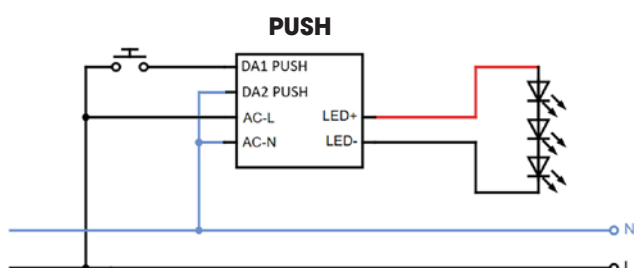 PUSH
DA1 PUSH
DA2 PUSH
AC-L
LED+
AC-N
LED-
N
L